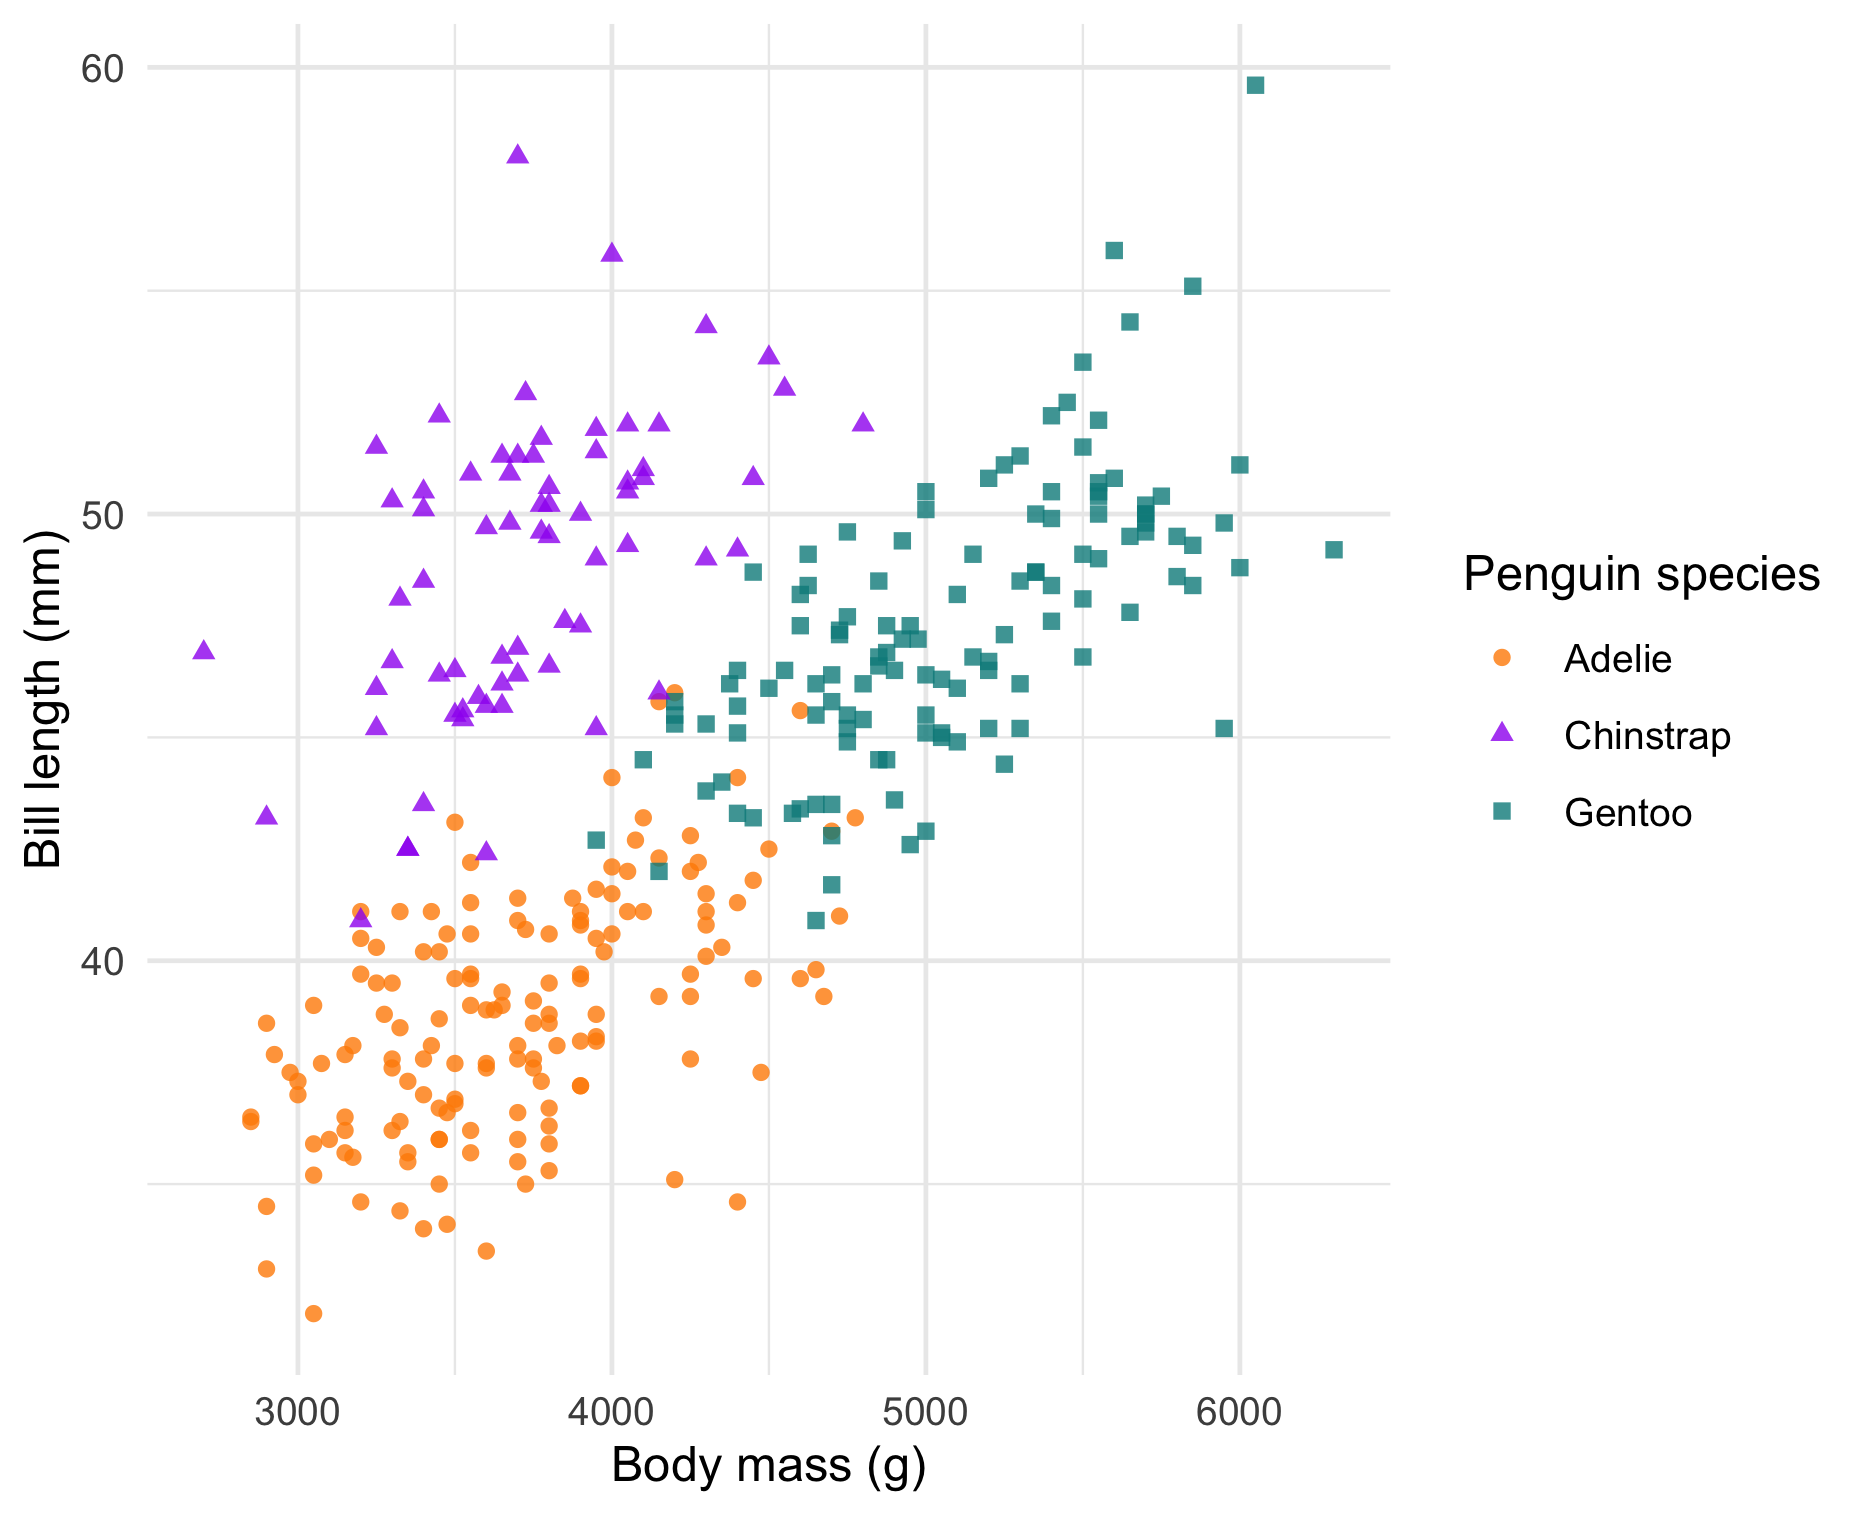 60
50
40
Bill length (mm)
3000 4000 5000 6000
Body mass (g)
Penguin species
Adelie
Chinstrap
Gentoo